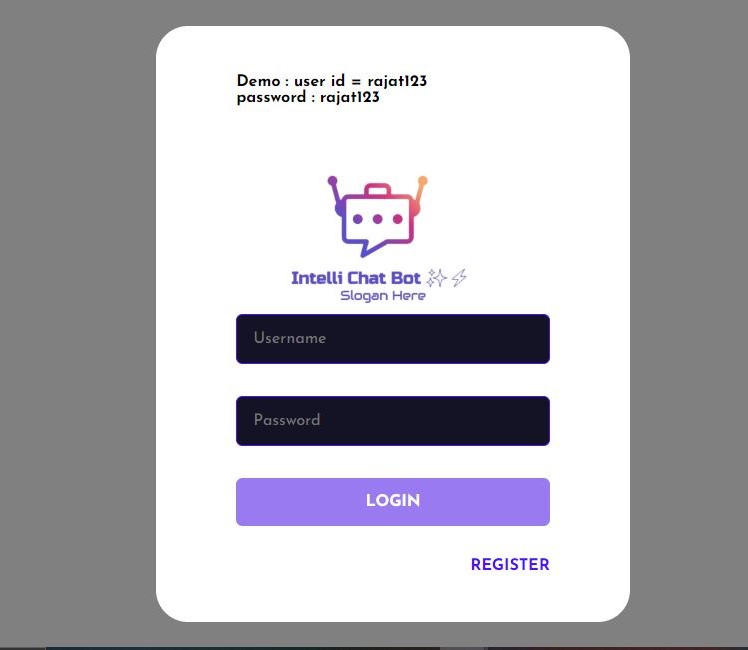 Demo : user id = rajat123
password : rajat123
Intelli Chat Bot ✨⚡
Slogan Here
Username
Password
LOGIN
REGISTER